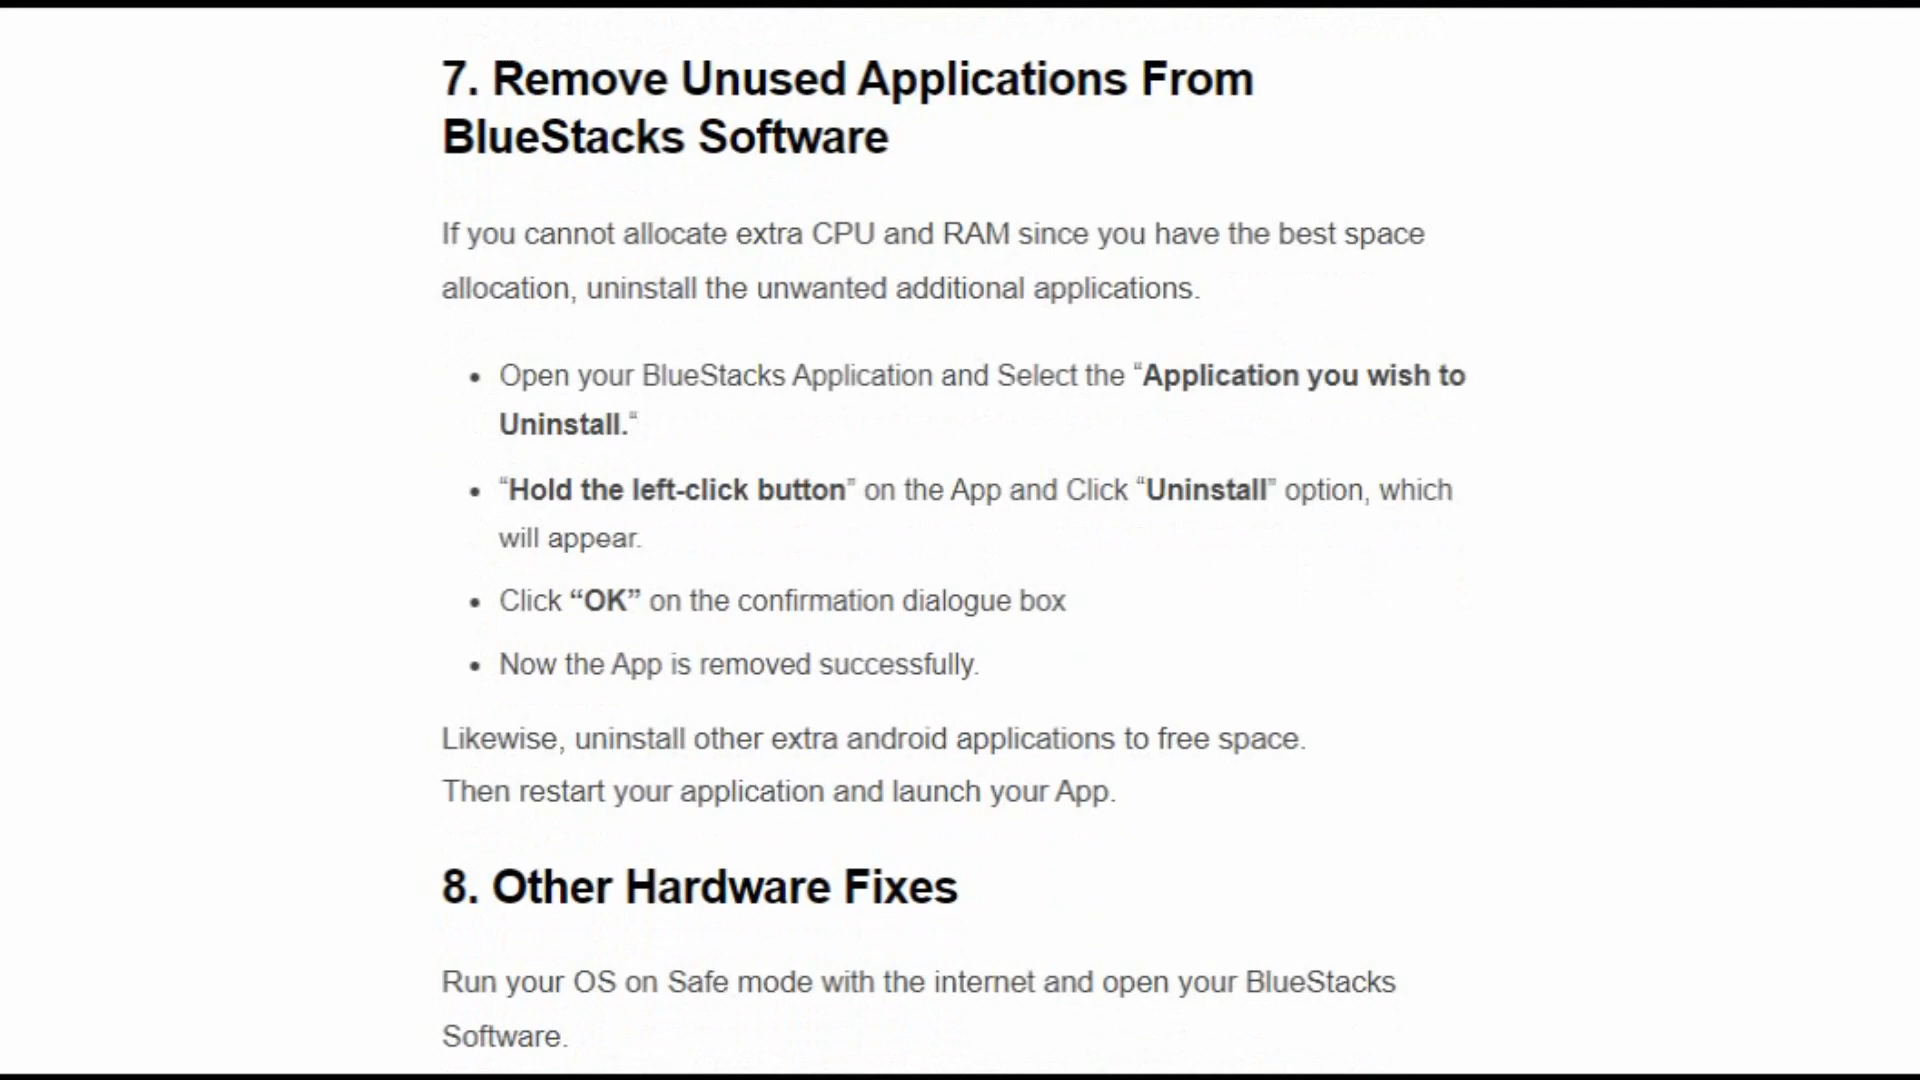 7. Remove Unused Applications From
BlueStacks Software
If you cannot allocate extra CPU and RAM since you have the best space
allocation, uninstall the unwanted additional applications.
• Open your BlueStacks Application and Select the “Application you wish to
Uninstall.“
• “Hold the left-click button” on the App and Click “Uninstall” option, which
will appear.
• Click “OK” on the confirmation dialogue box
• Now the App is removed successfully.
Likewise, uninstall other extra android applications to free space.
Then restart your application and launch your App.
8. Other Hardware Fixes
Run your OS on Safe mode with the internet and open your BlueStacks
Software.